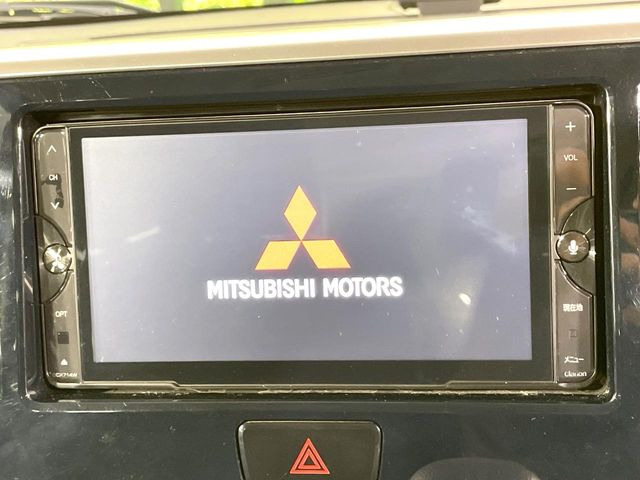 CH
OPT
MITSUBISHI MOTORS
+
VOL
−
現在地
メニュー
Clarion